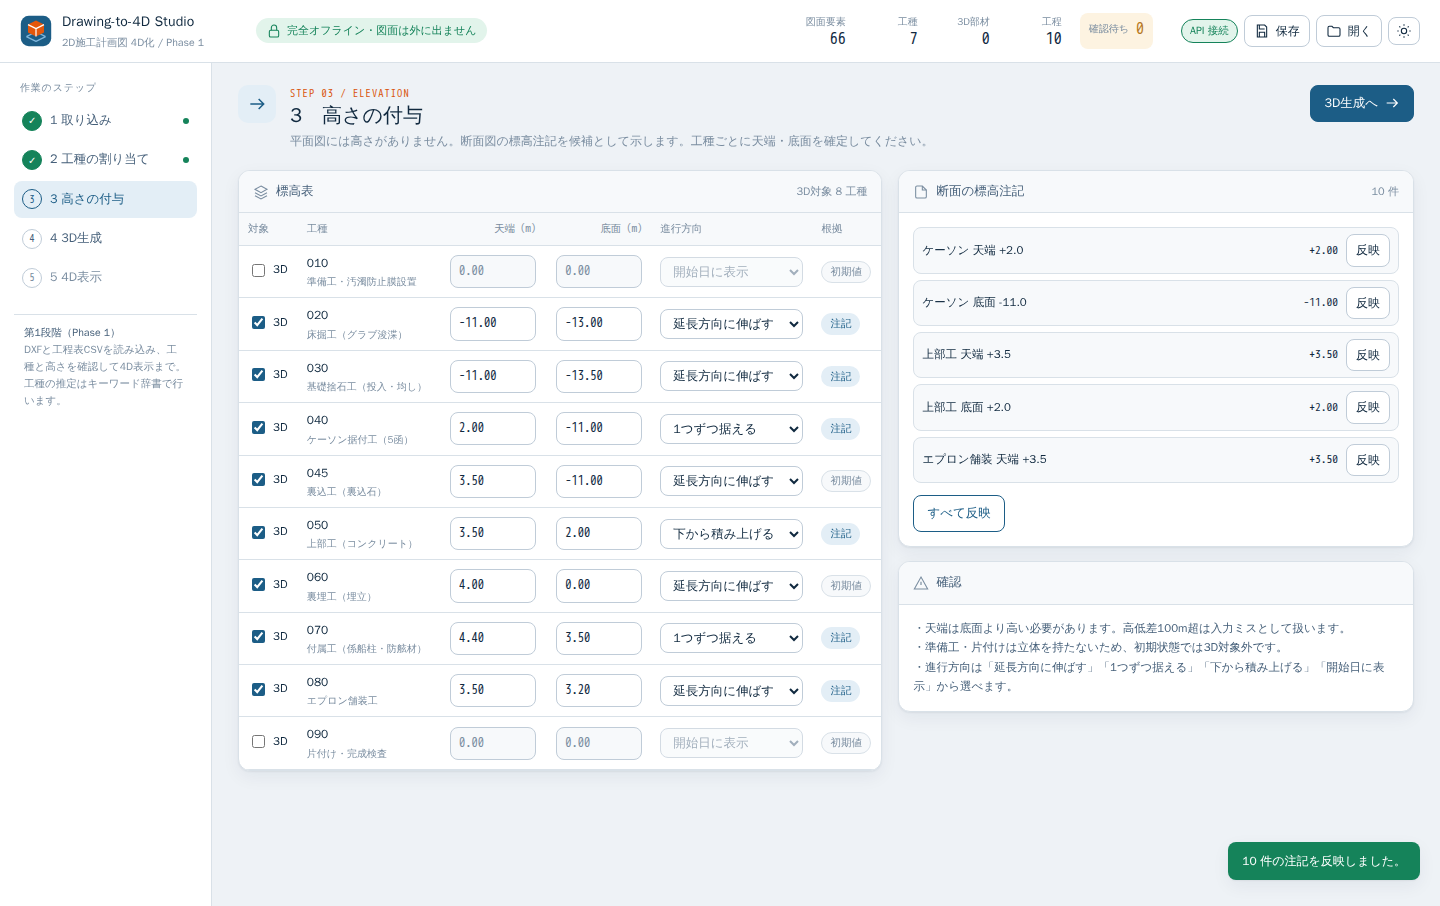 Drawing-to-4D Studio
2D施工計画図 4D化 / Phase 1
完全オフライン・図面は外に出ません
図面要素
66
工種
7
3D部材
0
工程
10
確認待ち 0
API 接続
保存
開く
作業のステップ
✓ 1 取り込み
✓ 2 工種の割り当て
3 3 高さの付与
4 4 3D生成
5 5 4D表示
第1段階（Phase 1）
DXFと工程表CSVを読み込み、工
種と高さを確認して4D表示まで。
工種の推定はキーワード辞書で行
います。
STEP 03 / ELEVATION
3 高さの付与
平面図には高さがありません。断面図の標高注記を候補として示します。工種ごとに天端・底面を確定してください。
3D生成へ →
標高表
3D対象 8 工種
対象 工種 天端（m） 底面（m） 進行方向 根拠
3D 010 準備工・汚濁防止膜設置 0.00 0.00 開始日に表示 初期値
3D 020 床掘工（グラブ浚渫） -11.00 -13.00 延長方向に伸ばす 注記
3D 030 基礎捨石工（投入・均し） -11.00 -13.50 延長方向に伸ばす 注記
3D 040 ケーソン据付工（5函） 2.00 -11.00 1つずつ据える 注記
3D 045 裏込工（裏込石） 3.50 -11.00 延長方向に伸ばす 初期値
3D 050 上部工（コンクリート） 3.50 2.00 下から積み上げる 注記
3D 060 裏埋工（埋立） 4.00 0.00 延長方向に伸ばす 初期値
3D 070 付属工（係船柱・防舷材） 4.40 3.50 1つずつ据える 注記
3D 080 エプロン舗装工 3.50 3.20 延長方向に伸ばす 注記
3D 090 片付け・完成検査 0.00 0.00 開始日に表示 初期値
断面の標高注記
10 件
ケーソン 天端 +2.0 +2.00 反映
ケーソン 底面 -11.0 -11.00 反映
上部工 天端 +3.5 +3.50 反映
上部工 底面 +2.0 +2.00 反映
エプロン舗装 天端 +3.5 +3.50 反映
すべて反映
確認
・天端は底面より高い必要があります。高低差100m超は入力ミスとして扱います。
・準備工・片付けは立体を持たないため、初期状態では3D対象外です。
・進行方向は「延長方向に伸ばす」「1つずつ据える」「下から積み上げる」「開始日に表
示」から選べます。
10 件の注記を反映しました。